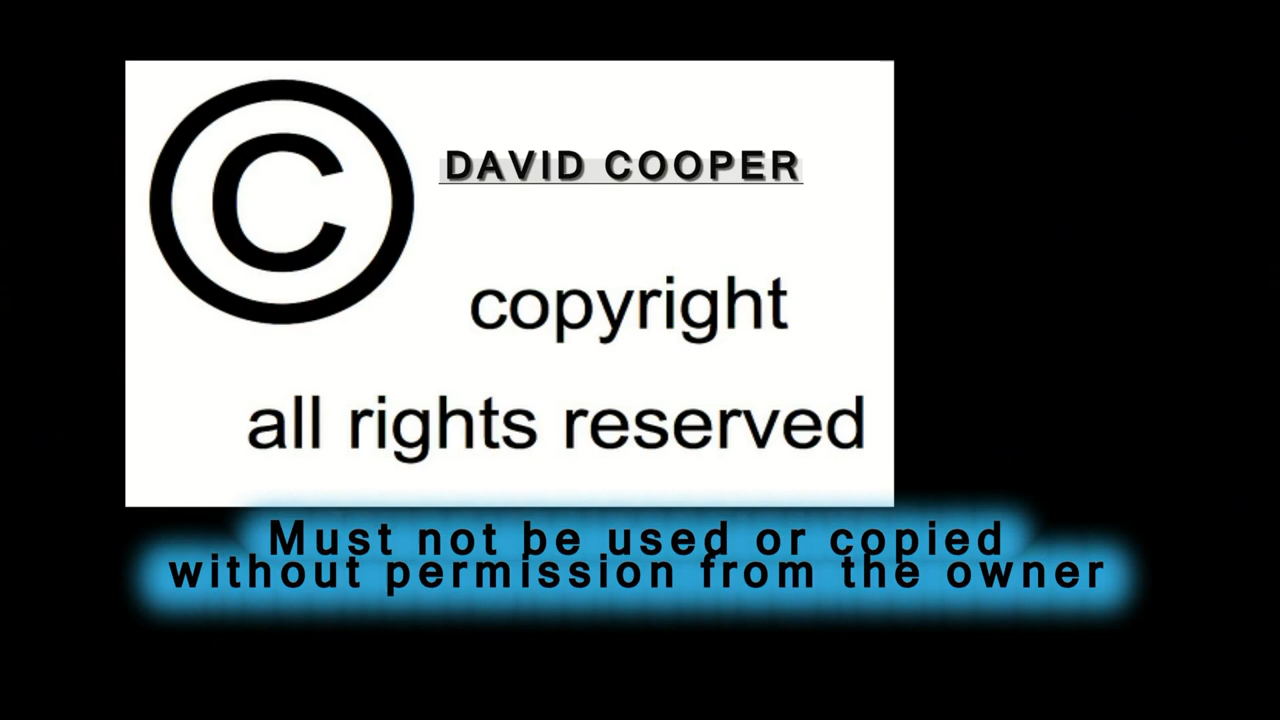 ©
DAVID COOPER
copyright
all rights reserved
Must not be used or copied
without permission from the owner